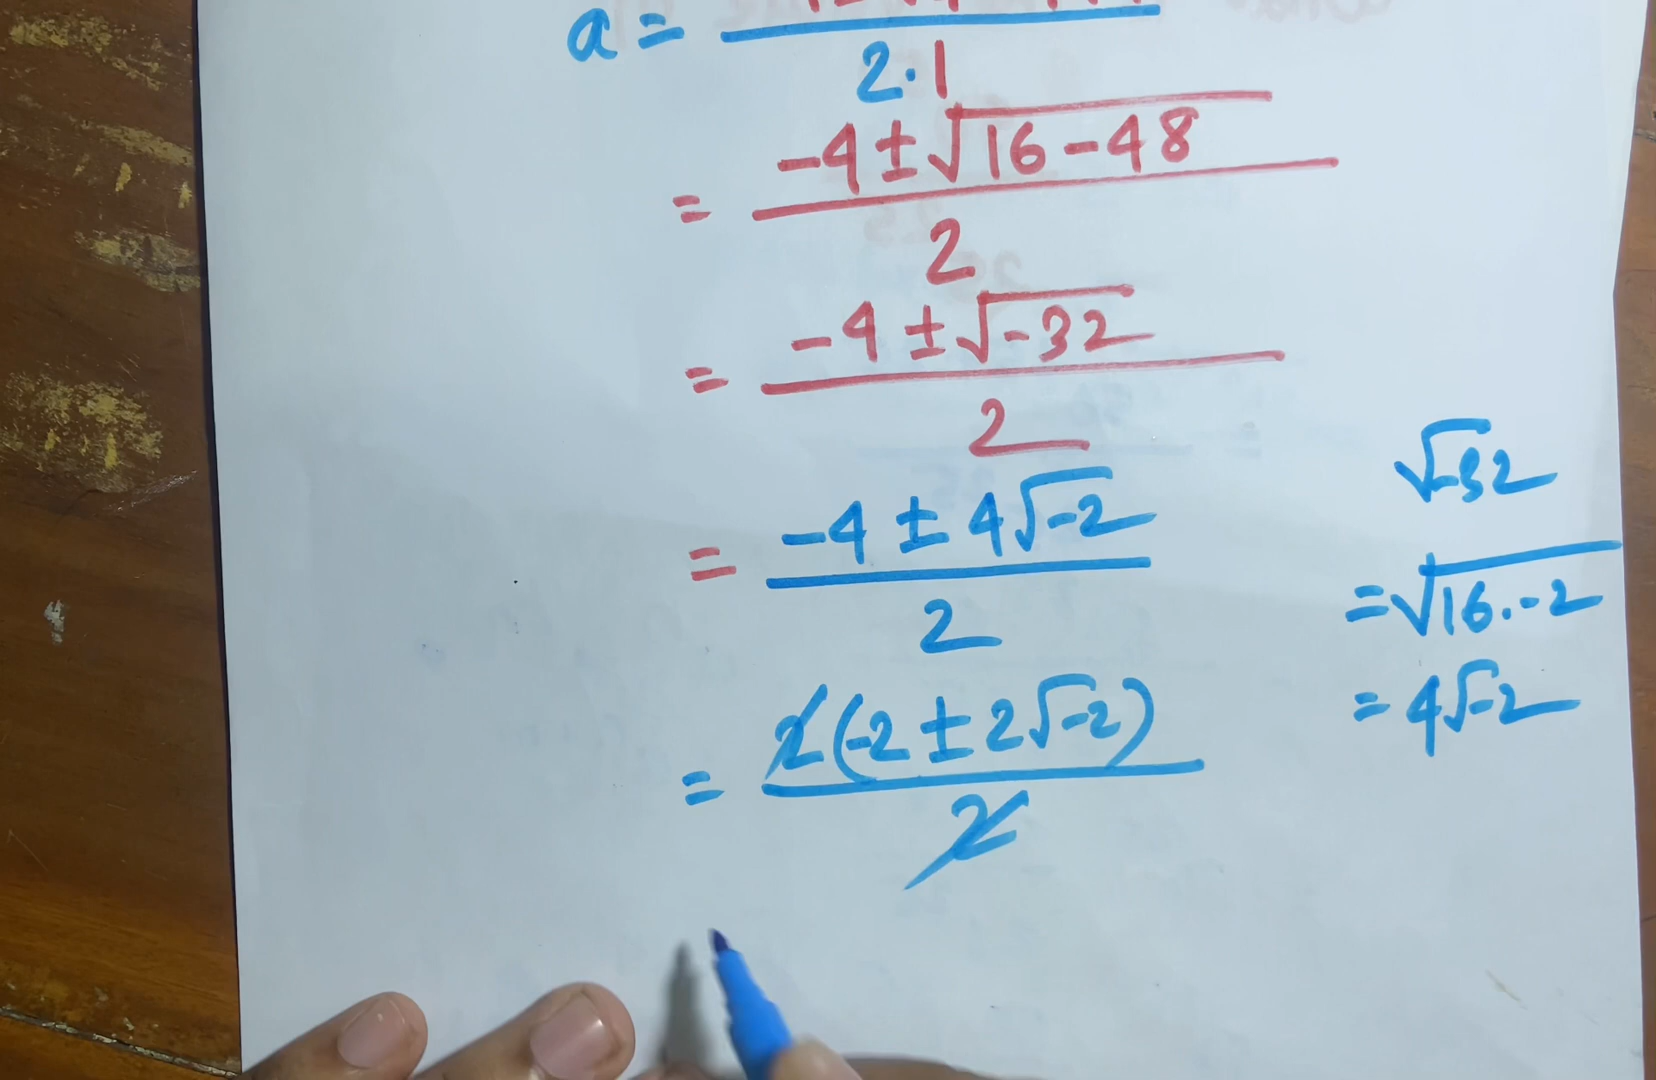 a =
2·1
= (-4 ± √(16 - 48)) / 2
= (-4 ± √(-32)) / 2
= (-4 ± 4√(-2)) / 2
= 2(-2 ± 2√(-2)) / 2
√-32
= √(16·-2)
= 4√-2